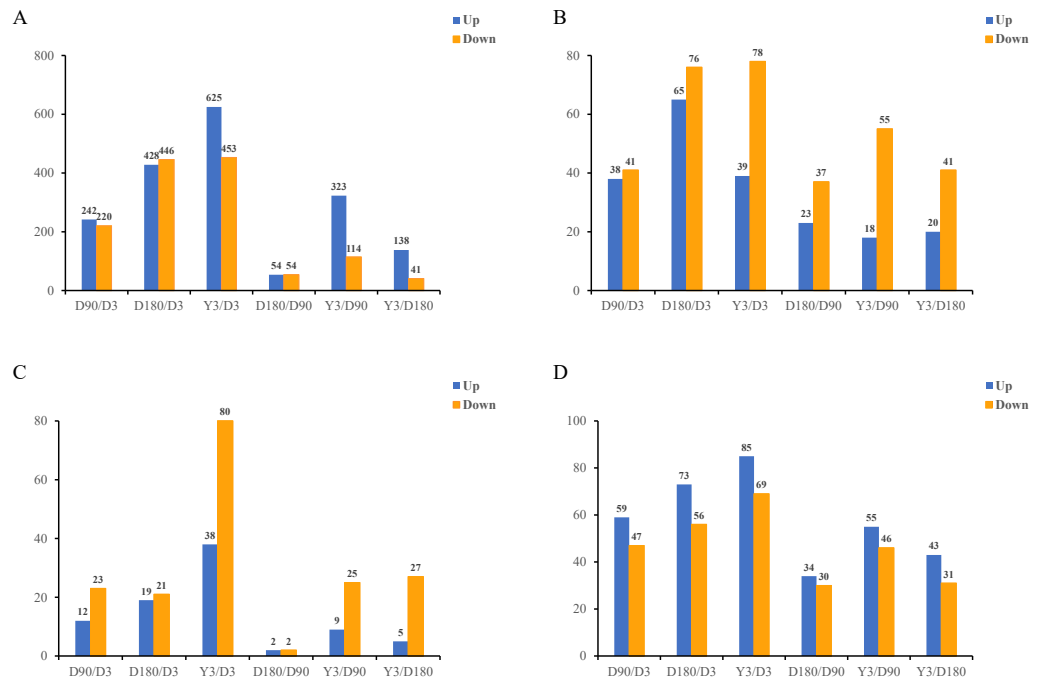 A
Up
Down
800
600
400
200
0
242
220
428
446
625
453
54
54
323
114
138
41
D90/D3
D180/D3
Y3/D3
D180/D90
Y3/D90
Y3/D180
B
Up
Down
80
60
40
20
0
38
41
65
76
39
78
23
37
18
55
20
41
D90/D3
D180/D3
Y3/D3
D180/D90
Y3/D90
Y3/D180
C
Up
Down
80
60
40
20
0
12
23
19
21
38
80
2
2
9
25
5
27
D90/D3
D180/D3
Y3/D3
D180/D90
Y3/D90
Y3/D180
D
Up
Down
100
80
60
40
20
0
59
47
73
56
85
69
34
30
55
46
43
31
D90/D3
D180/D3
Y3/D3
D180/D90
Y3/D90
Y3/D180